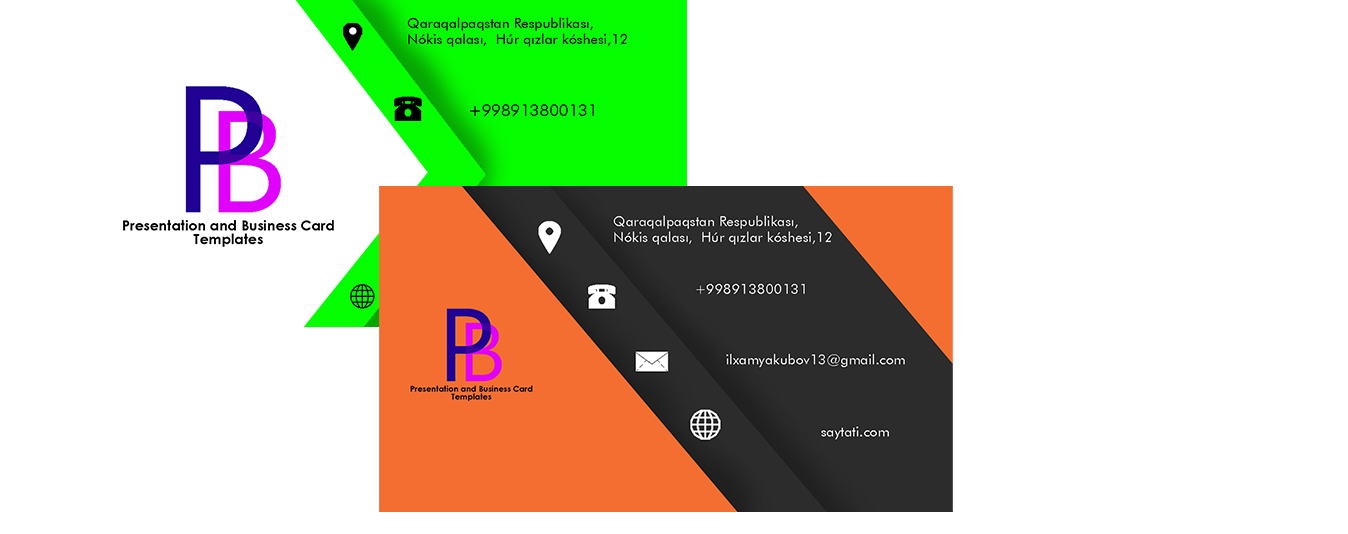 Qaraqalpaqstan Respublikası,
Nókis qalası, Húr qızlar kóshesi,12
+998913800131
PB
Presentation and Business Card
Templates
Qaraqalpaqstan Respublikası,
Nókis qalası, Húr qızlar kóshesi,12
+998913800131
PB
Presentation and Business Card
Templates
ilxamyakubov13@gmail.com
saytati.com